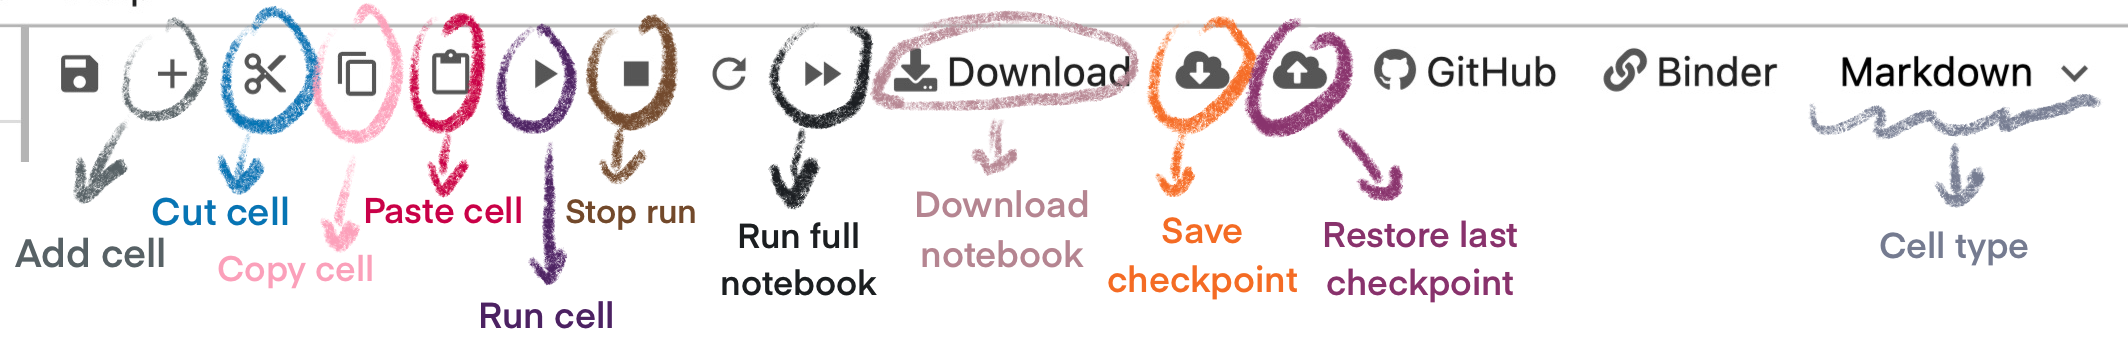 Download
GitHub
Binder
Markdown
Add cell
Cut cell
Copy cell
Paste cell
Run cell
Stop run
Run full
notebook
Download
notebook
Save
checkpoint
Restore last
checkpoint
Cell type